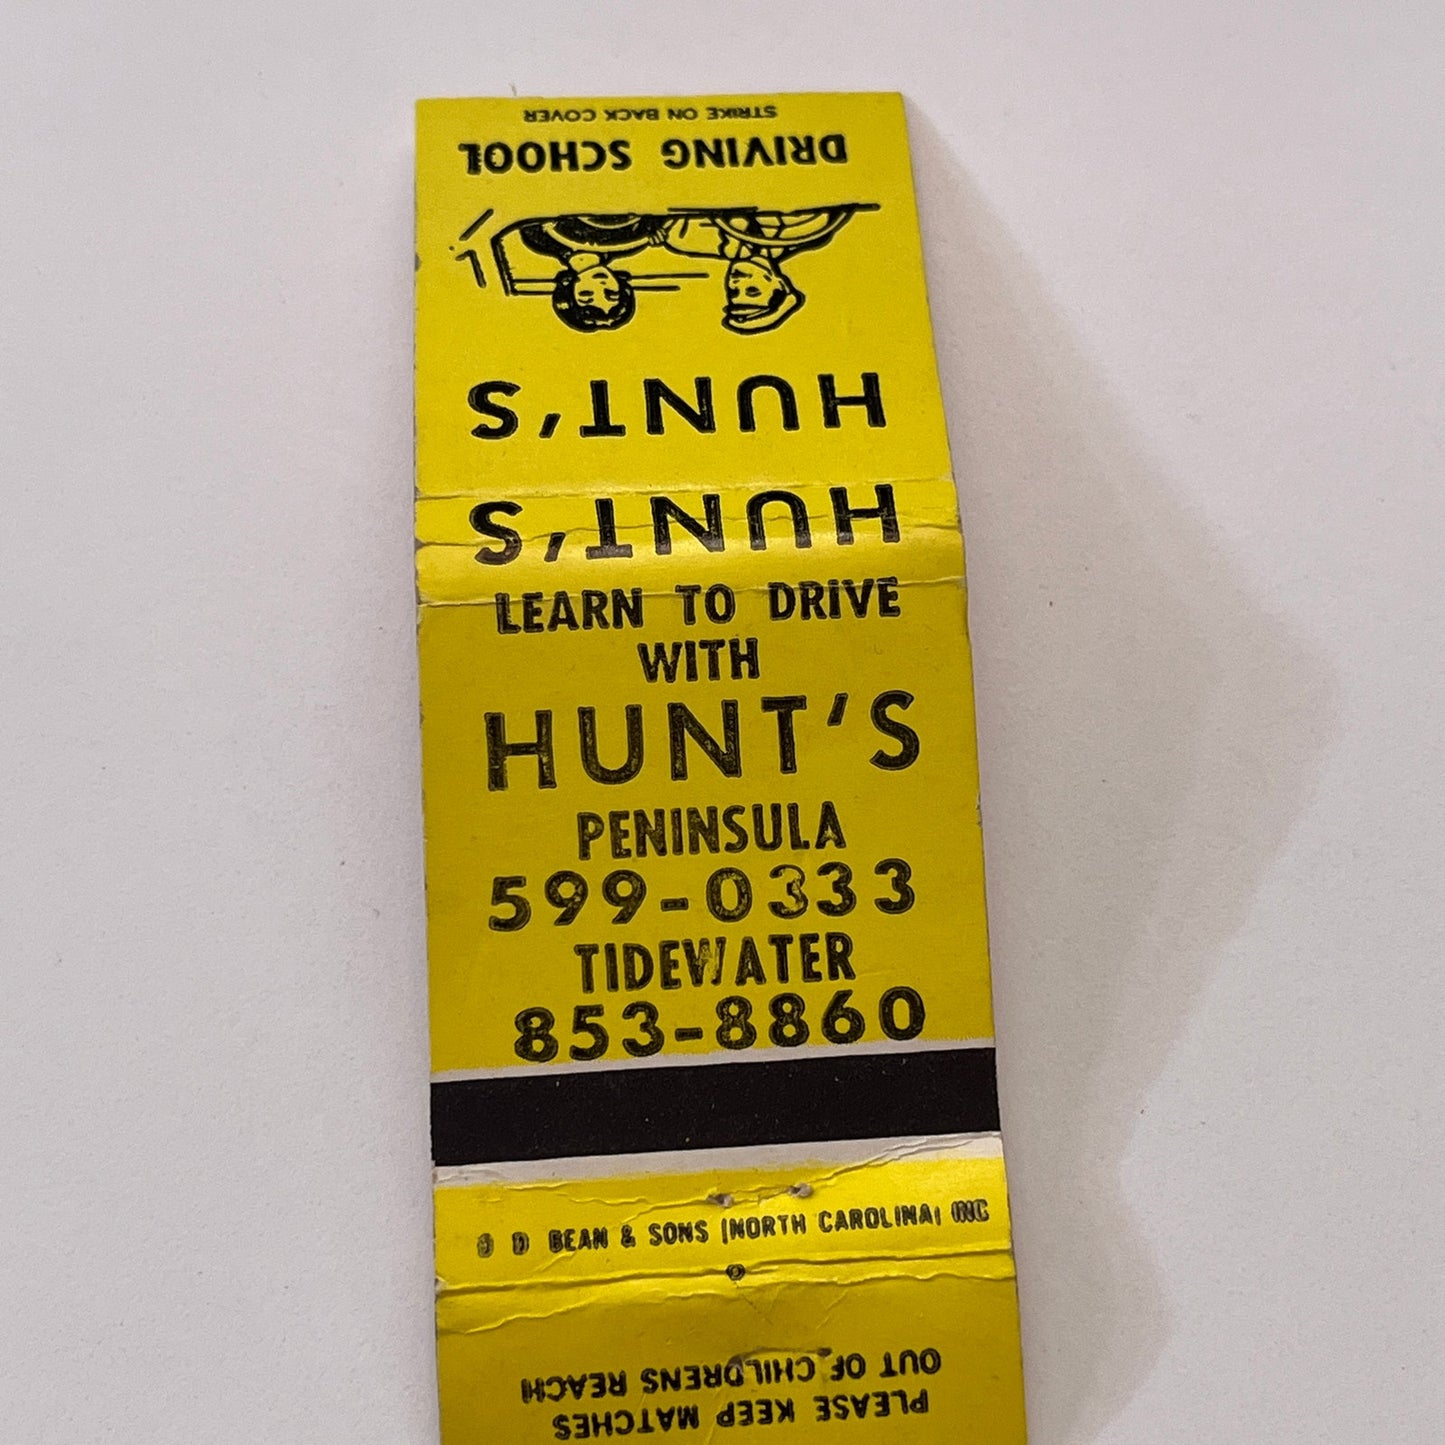 STRIKE ON BACK COVER
DRIVING SCHOOL
HUNT'S
HUNT'S
LEARN TO DRIVE
WITH
HUNT'S
PENINSULA
599-0333
TIDEWATER
853-8860
D BEAN & SONS (NORTH CAROLINA) INC
PLEASE KEEP MATCHES
OUT OF CHILDRENS REACH